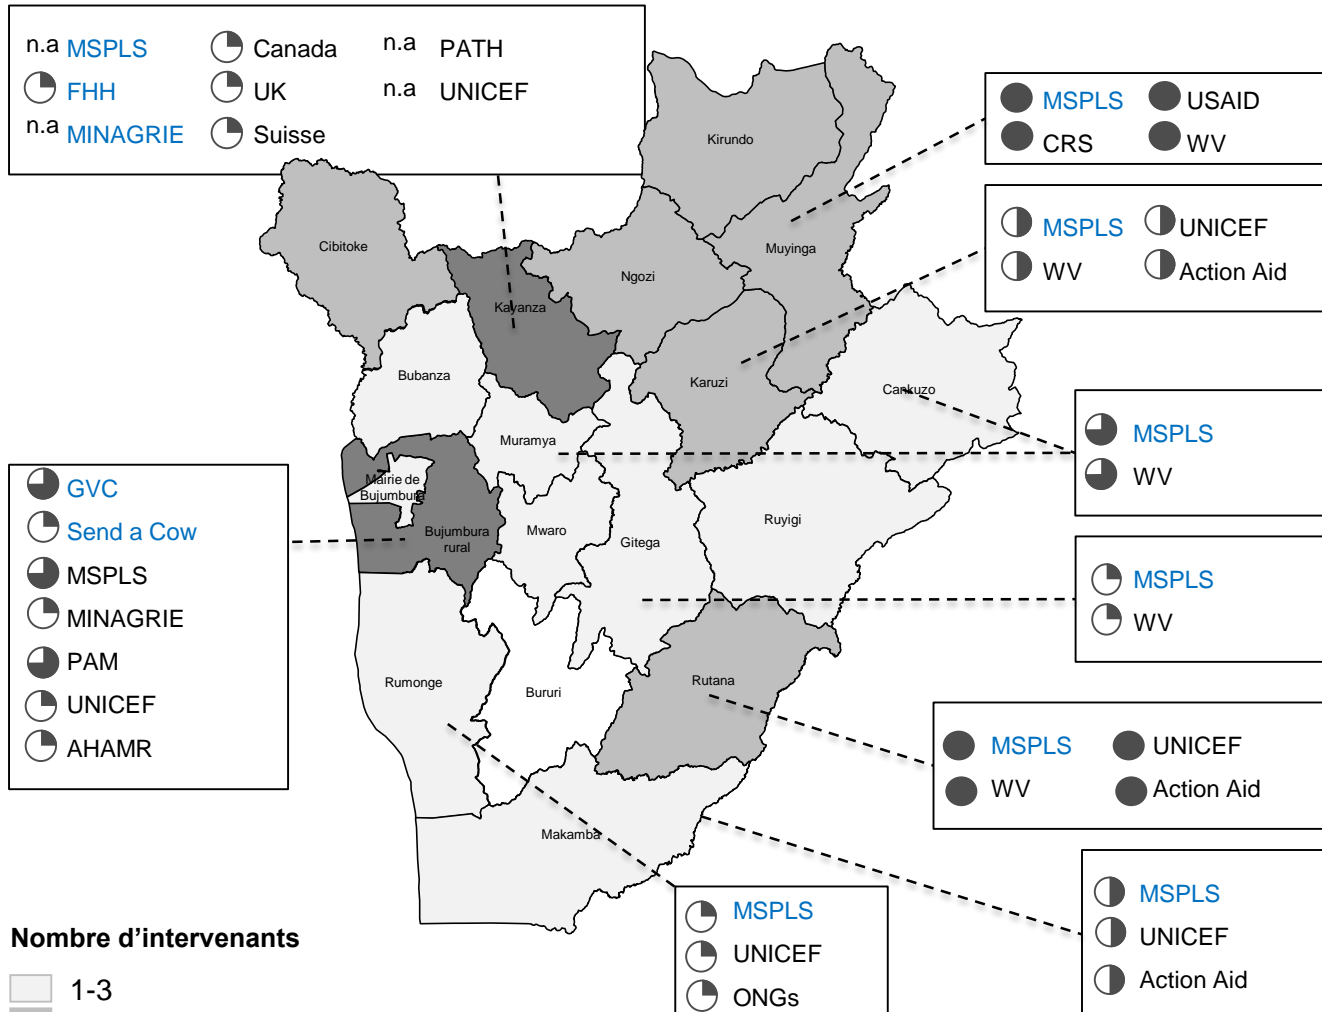 n.a MSPLS Canada n.a PATH
FHH UK n.a UNICEF
n.a MINAGRIE Suisse
MSPLS USAID
CRS WV
MSPLS UNICEF
WV Action Aid
Kirundo
Cibitoke
Muyinga
Ngozi
Kayanza
Bubanza
Karuzi
Cankuzo
Muramya
MSPLS
WV
GVC
Send a Cow
MSPLS
MINAGRIE
PAM
UNICEF
AHAMR
Mairie de
Bujumbura
Bujumbura
rural
Mwaro
Gitega
Ruyigi
MSPLS
WV
Rumonge
Bururi
Rutana
MSPLS UNICEF
WV Action Aid
Makamba
MSPLS
UNICEF
ONGs
MSPLS
UNICEF
Action Aid
Nombre d’intervenants
1-3